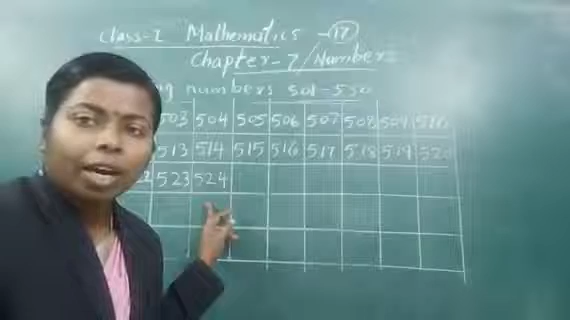 Class-2 Mathematics -17
Chapter-7/Numbers
numbers 501-550
503 504 505 506 507 508 509 510
513 514 515 516 517 518 519 520
2 523 524